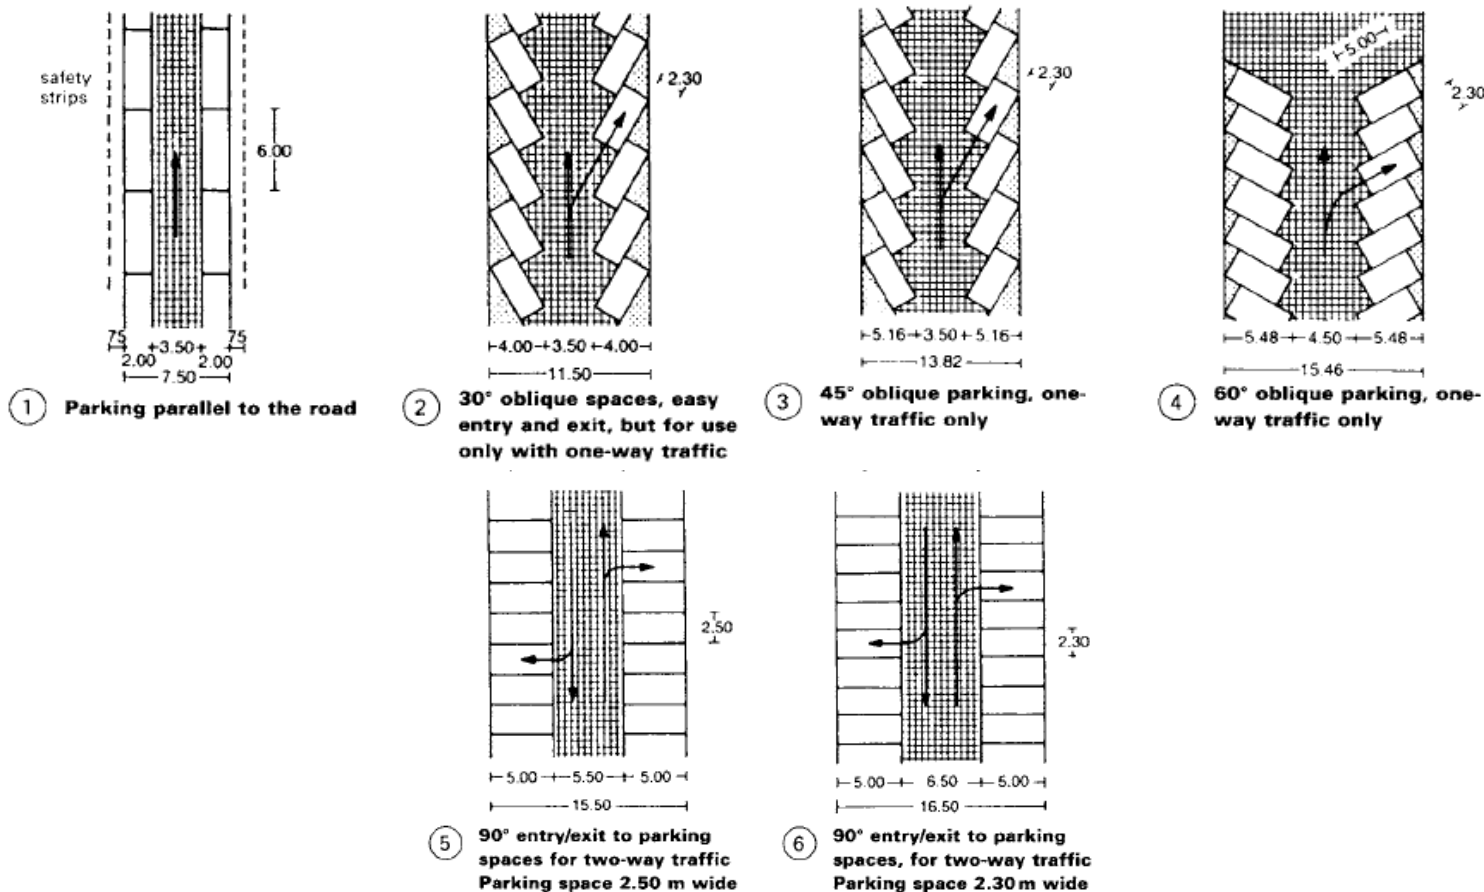 safety
strips
6.00
75
3.50
75
2.00
2.00
7.50
1
Parking parallel to the road
2.30
4.00
3.50
4.00
11.50
2
30° oblique spaces, easy
entry and exit, but for use
only with one-way traffic
2.30
5.16
3.50
5.16
13.82
3
45° oblique parking, one-
way traffic only
5.00
2.30
5.48
4.50
5.48
15.46
4
60° oblique parking, one-
way traffic only
2.50
5.00
5.50
5.00
15.50
5
90° entry/exit to parking
spaces for two-way traffic
Parking space 2.50 m wide
2.30
5.00
6.50
5.00
16.50
6
90° entry/exit to parking
spaces, for two-way traffic
Parking space 2.30 m wide